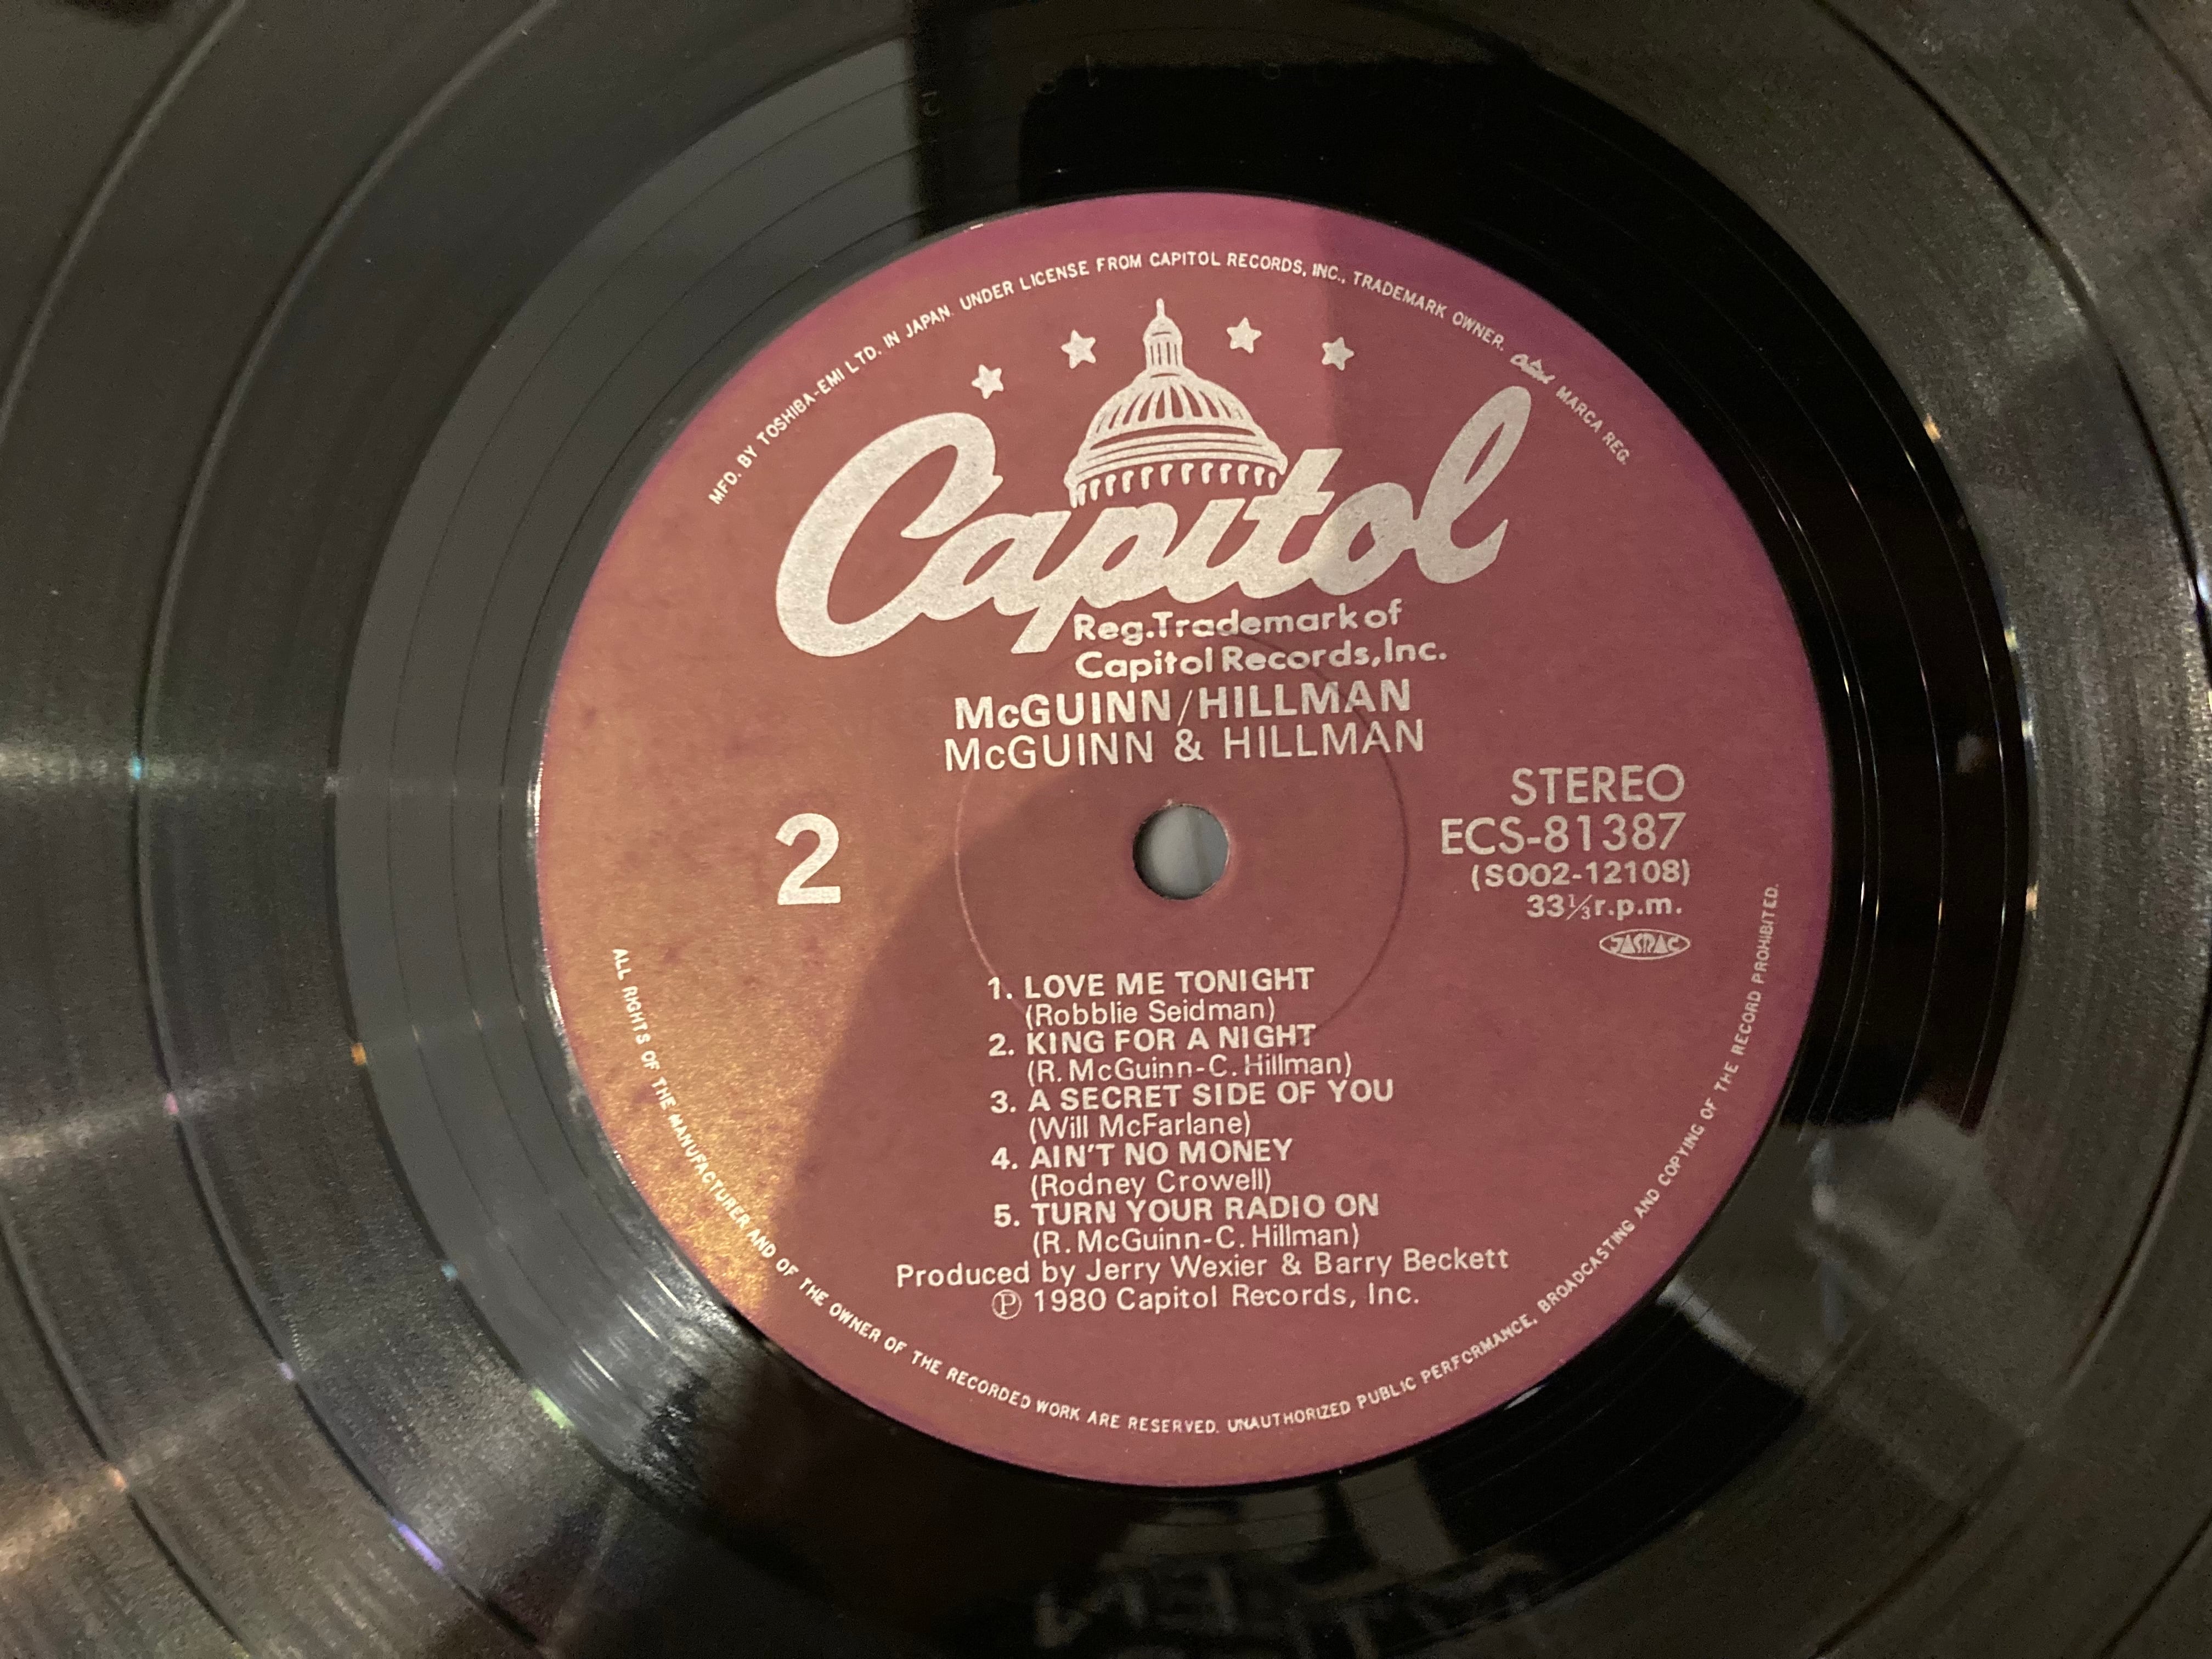 MFD. BY TOSHIBA-EMI LTD. IN JAPAN. UNDER LICENSE FROM CAPITOL RECORDS, INC., TRADEMARK OWNER. Capitol MARCA REG.
Capitol
Reg.Trademark of
Capitol Records,Inc.
McGUINN/HILLMAN
McGUINN & HILLMAN
2
STEREO
ECS-81387
(SOO2-12108)
33⅓r.p.m.
JASRAC
1. LOVE ME TONIGHT
(Robblie Seidman)
2. KING FOR A NIGHT
(R. McGuinn-C. Hillman)
3. A SECRET SIDE OF YOU
(Will McFarlane)
4. AIN'T NO MONEY
(Rodney Crowell)
5. TURN YOUR RADIO ON
(R. McGuinn-C. Hillman)
Produced by Jerry Wexier & Barry Beckett
Ⓟ 1980 Capitol Records, Inc.
ALL RIGHTS OF THE MANUFACTURER AND OF THE OWNER OF THE RECORDED WORK ARE RESERVED. UNAUTHORIZED PUBLIC PERFORMANCE, BROADCASTING AND COPYING OF THE RECORD PROHIBITED.